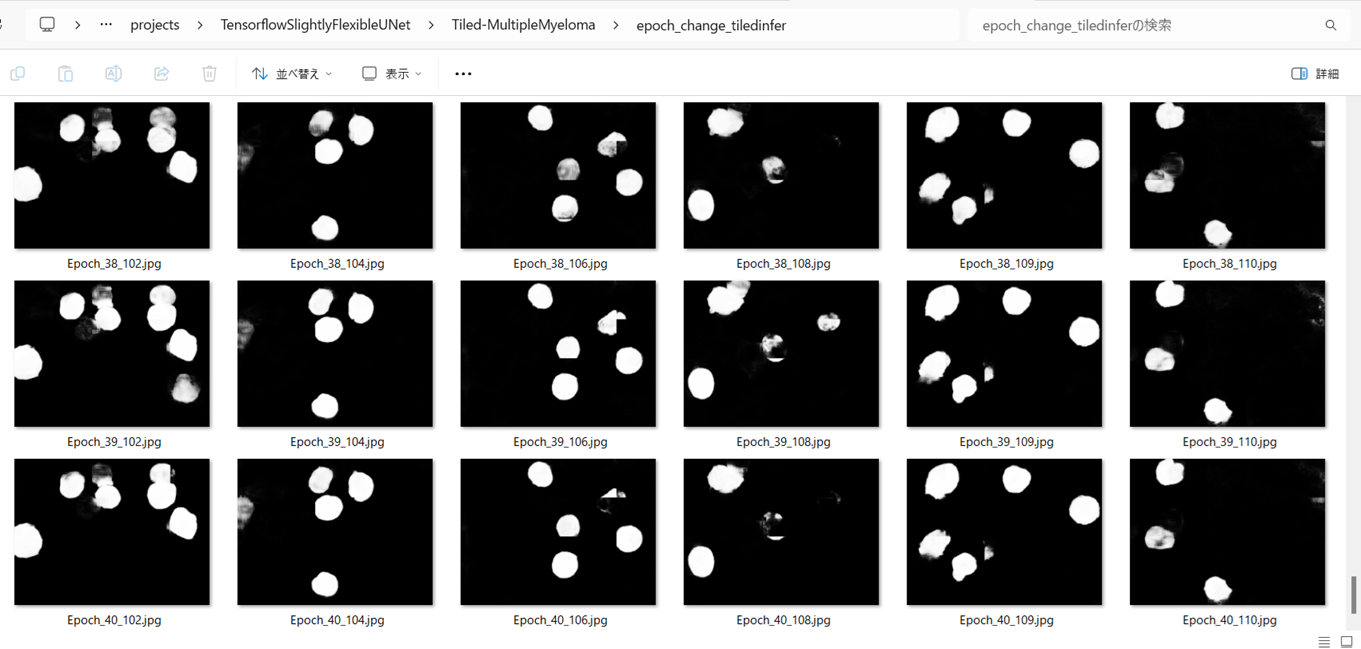 projects > TensorflowSlightlyFlexibleUNet > Tiled-MultipleMyeloma > epoch_change_tiledinfer
epoch_change_tiledinferの検索
並べ替え 表示 詳細
Epoch_38_102.jpg Epoch_38_104.jpg Epoch_38_106.jpg Epoch_38_108.jpg Epoch_38_109.jpg Epoch_38_110.jpg
Epoch_39_102.jpg Epoch_39_104.jpg Epoch_39_106.jpg Epoch_39_108.jpg Epoch_39_109.jpg Epoch_39_110.jpg
Epoch_40_102.jpg Epoch_40_104.jpg Epoch_40_106.jpg Epoch_40_108.jpg Epoch_40_109.jpg Epoch_40_110.jpg